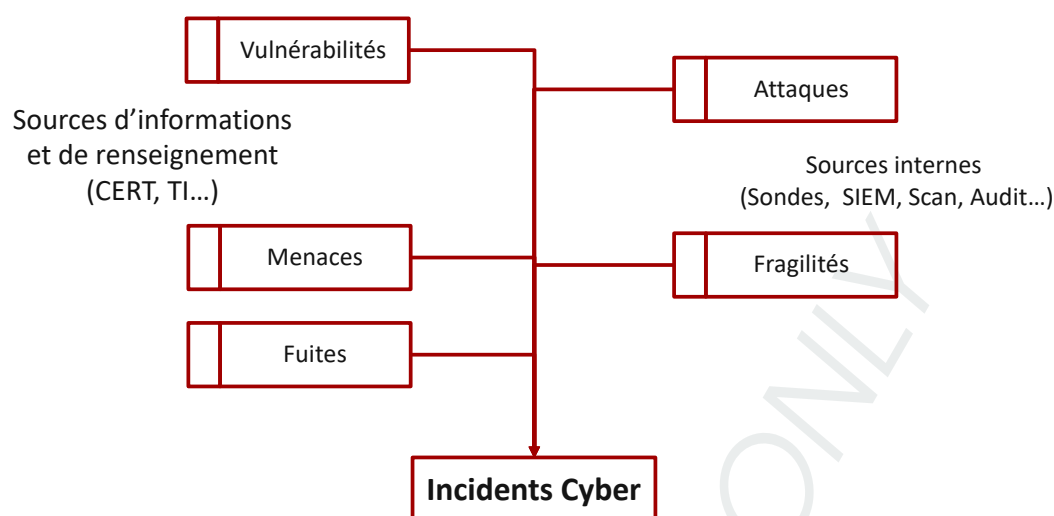 Vulnérabilités
Attaques
Sources d’informations
et de renseignement
(CERT, TI…)
Sources internes
(Sondes, SIEM, Scan, Audit…)
Menaces
Fragilités
Fuites
Incidents Cyber
ONLY